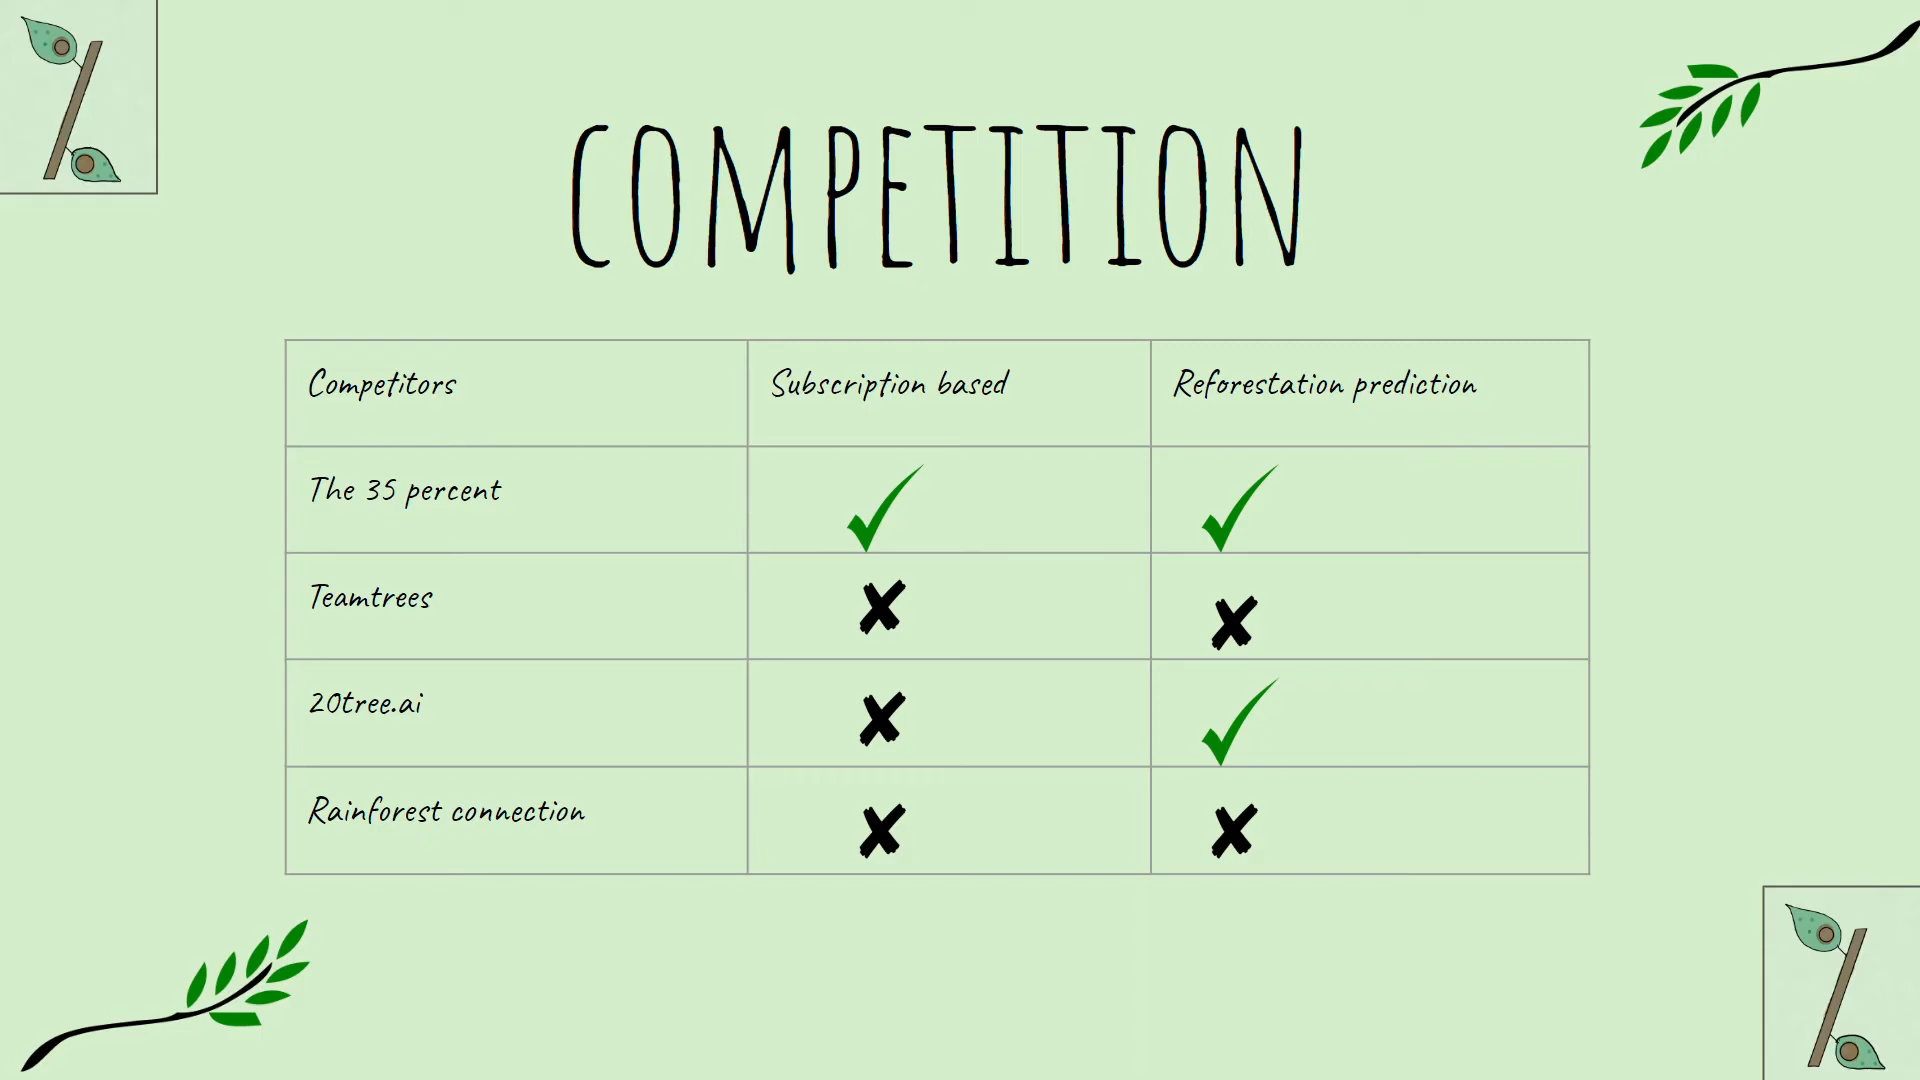 COMPETITION
Competitors
Subscription based
Reforestation prediction
The 35 percent
Teamtrees
20tree.ai
Rainforest connection